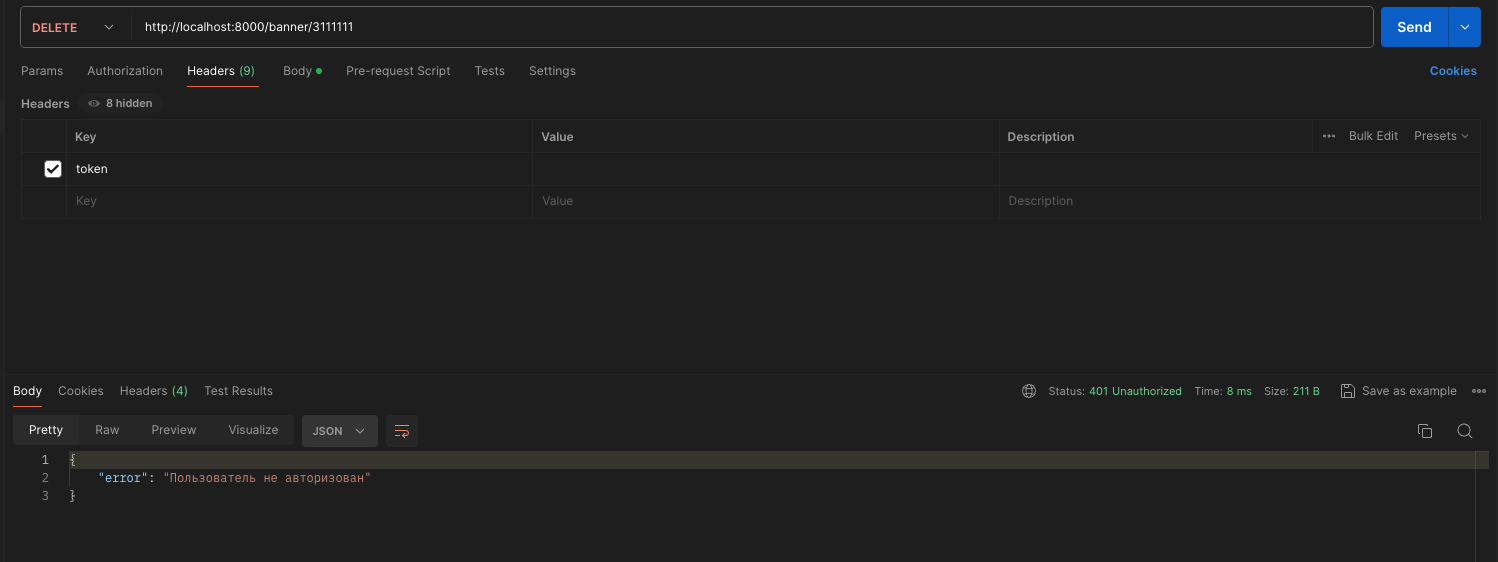 DELETE http://localhost:8000/banner/3111111 Send
Params Authorization Headers (9) Body Pre-request Script Tests Settings Cookies
Headers 8 hidden
Key Value Description Bulk Edit Presets
token
Key Value Description
Body Cookies Headers (4) Test Results Status: 401 Unauthorized Time: 8 ms Size: 211 B Save as example
Pretty Raw Preview Visualize JSON
1 {
2 "error": "Пользователь не авторизован"
3 }